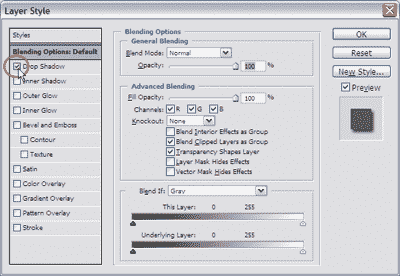 Layer Style
Styles
Blending Options: Default
Drop Shadow
Inner Shadow
Outer Glow
Inner Glow
Bevel and Emboss
Contour
Texture
Satin
Color Overlay
Gradient Overlay
Pattern Overlay
Stroke
Blending Options
General Blending
Blend Mode: Normal
Opacity: 100 %
Advanced Blending
Fill Opacity: 100 %
Channels: R G B
Knockout: None
Blend Interior Effects as Group
Blend Clipped Layers as Group
Transparency Shapes Layer
Layer Mask Hides Effects
Vector Mask Hides Effects
Blend If: Gray
This Layer: 0 255
Underlying Layer: 0 255
OK
Reset
New Style...
Preview